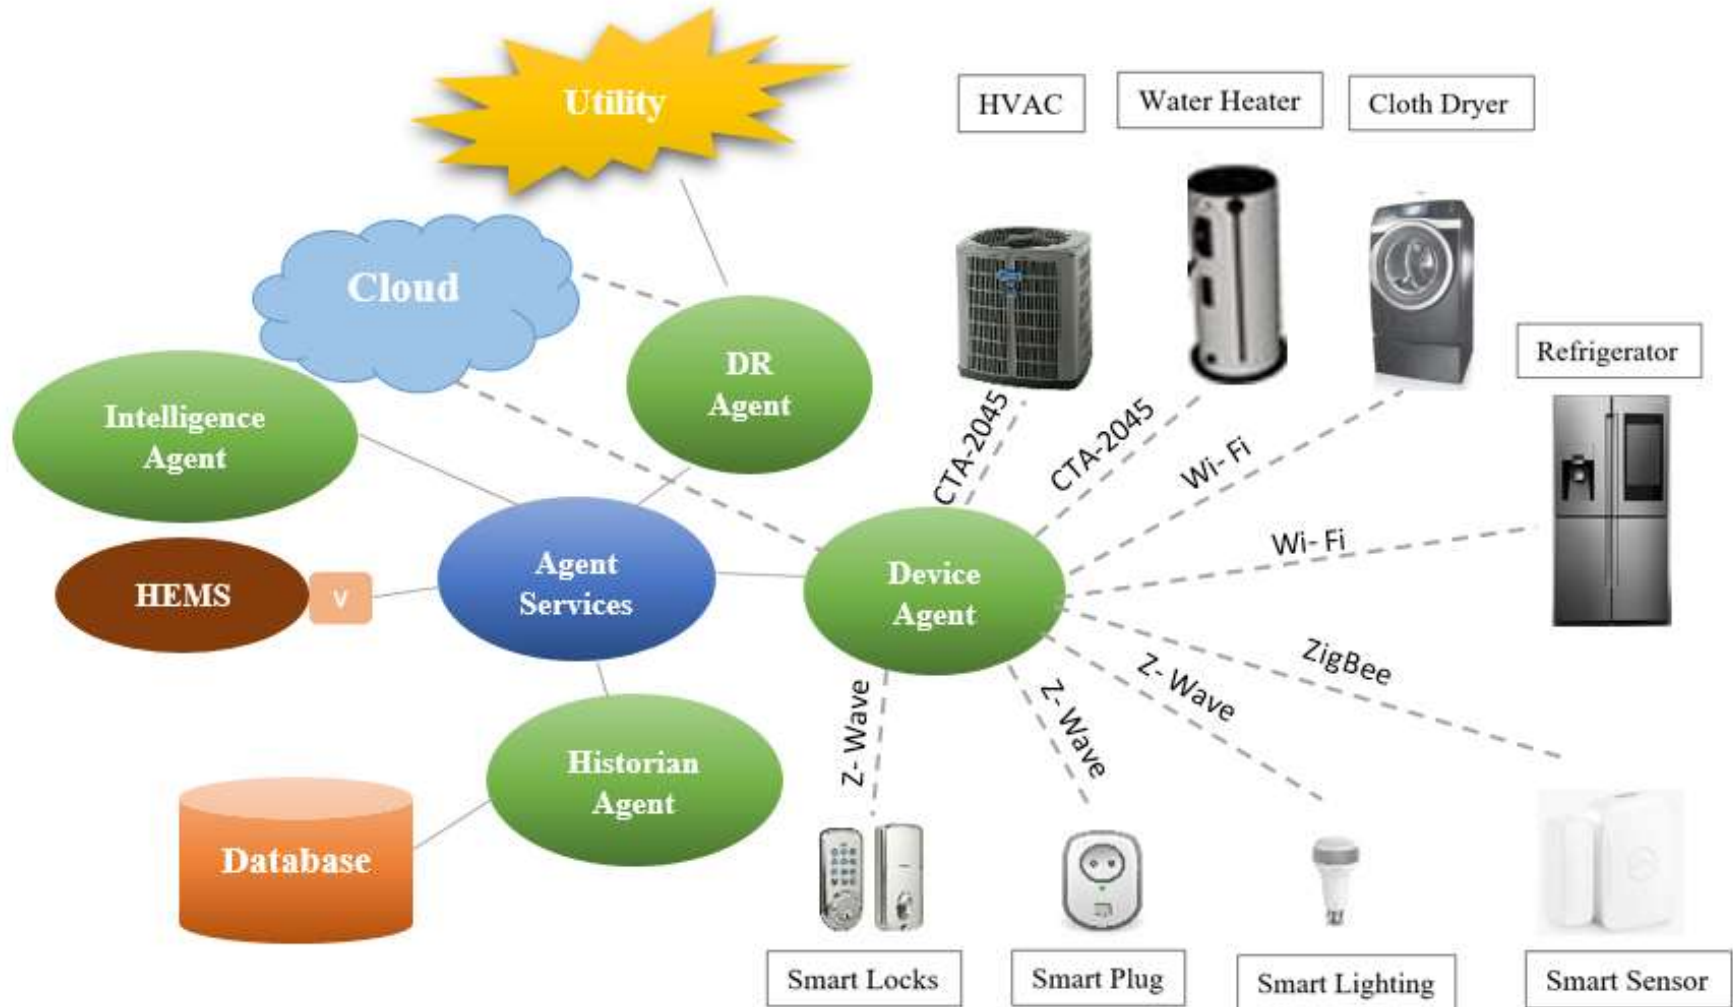 Utility
HVAC
Water Heater
Cloth Dryer
Cloud
DR
Agent
Refrigerator
Intelligence
Agent
CTA-2045
CTA-2045
Wi- Fi
Wi- Fi
HEMS
V
Agent
Services
Device
Agent
ZigBee
Z- Wave
Z- Wave
Z- Wave
Historian
Agent
Database
Smart Locks
Smart Plug
Smart Lighting
Smart Sensor